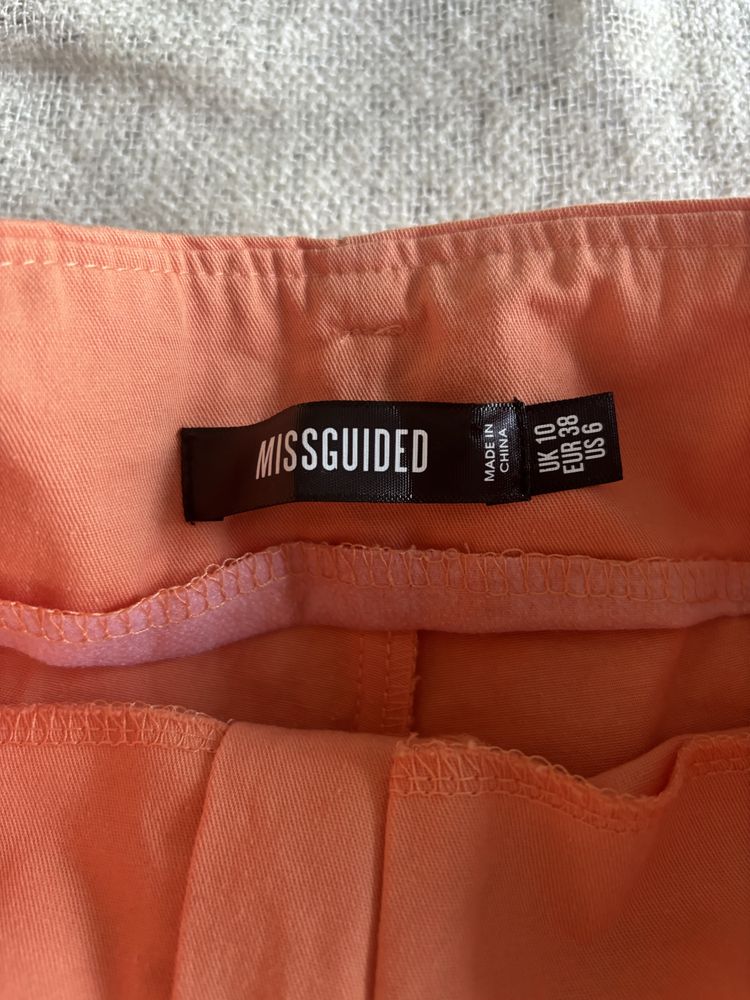 MISSGUIDED
MADE IN
CHINA
UK 10
EUR 38
US 6